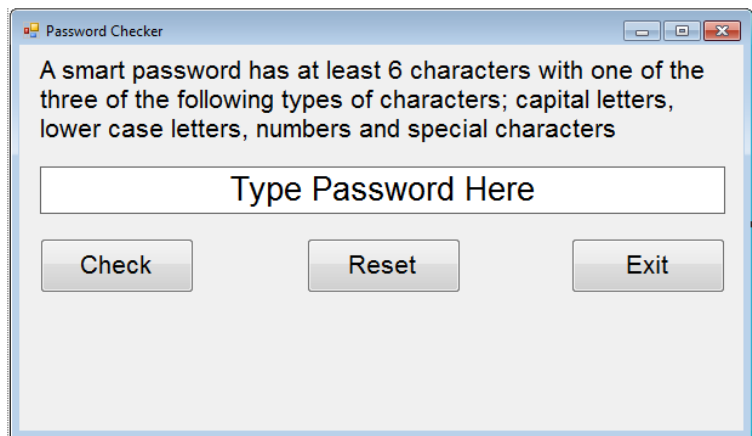 Password Checker
A smart password has at least 6 characters with one of the
three of the following types of characters; capital letters,
lower case letters, numbers and special characters
Type Password Here
Check Reset Exit